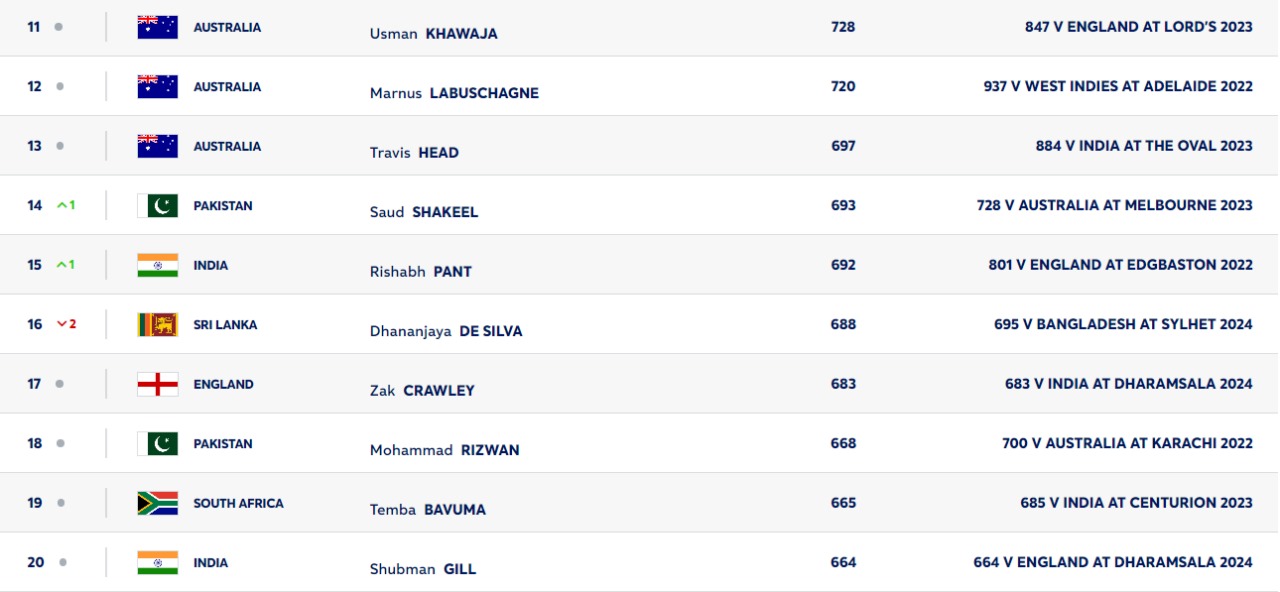 11 AUSTRALIA Usman KHAWAJA 728 847 V ENGLAND AT LORD'S 2023
12 AUSTRALIA Marnus LABUSCHAGNE 720 937 V WEST INDIES AT ADELAIDE 2022
13 AUSTRALIA Travis HEAD 697 884 V INDIA AT THE OVAL 2023
14 1 PAKISTAN Saud SHAKEEL 693 728 V AUSTRALIA AT MELBOURNE 2023
15 1 INDIA Rishabh PANT 692 801 V ENGLAND AT EDGBASTON 2022
16 2 SRI LANKA Dhananjaya DE SILVA 688 695 V BANGLADESH AT SYLHET 2024
17 ENGLAND Zak CRAWLEY 683 683 V INDIA AT DHARAMSALA 2024
18 PAKISTAN Mohammad RIZWAN 668 700 V AUSTRALIA AT KARACHI 2022
19 SOUTH AFRICA Temba BAVUMA 665 685 V INDIA AT CENTURION 2023
20 INDIA Shubman GILL 664 664 V ENGLAND AT DHARAMSALA 2024